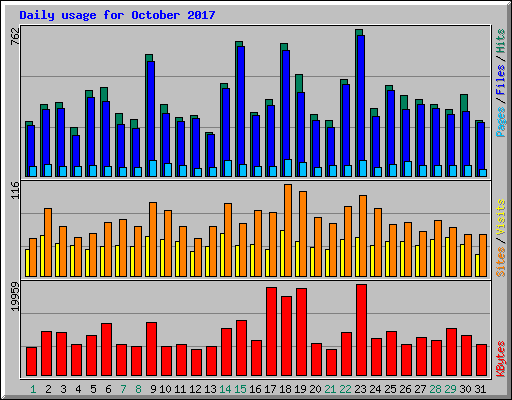 Daily usage for October 2017
762
Pages / Files / Hits
116
Sites / Visits
19959
KBytes
1 2 3 4 5 6 7 8 9 10 11 12 13 14 15 16 17 18 19 20 21 22 23 24 25 26 27 28 29 30 31